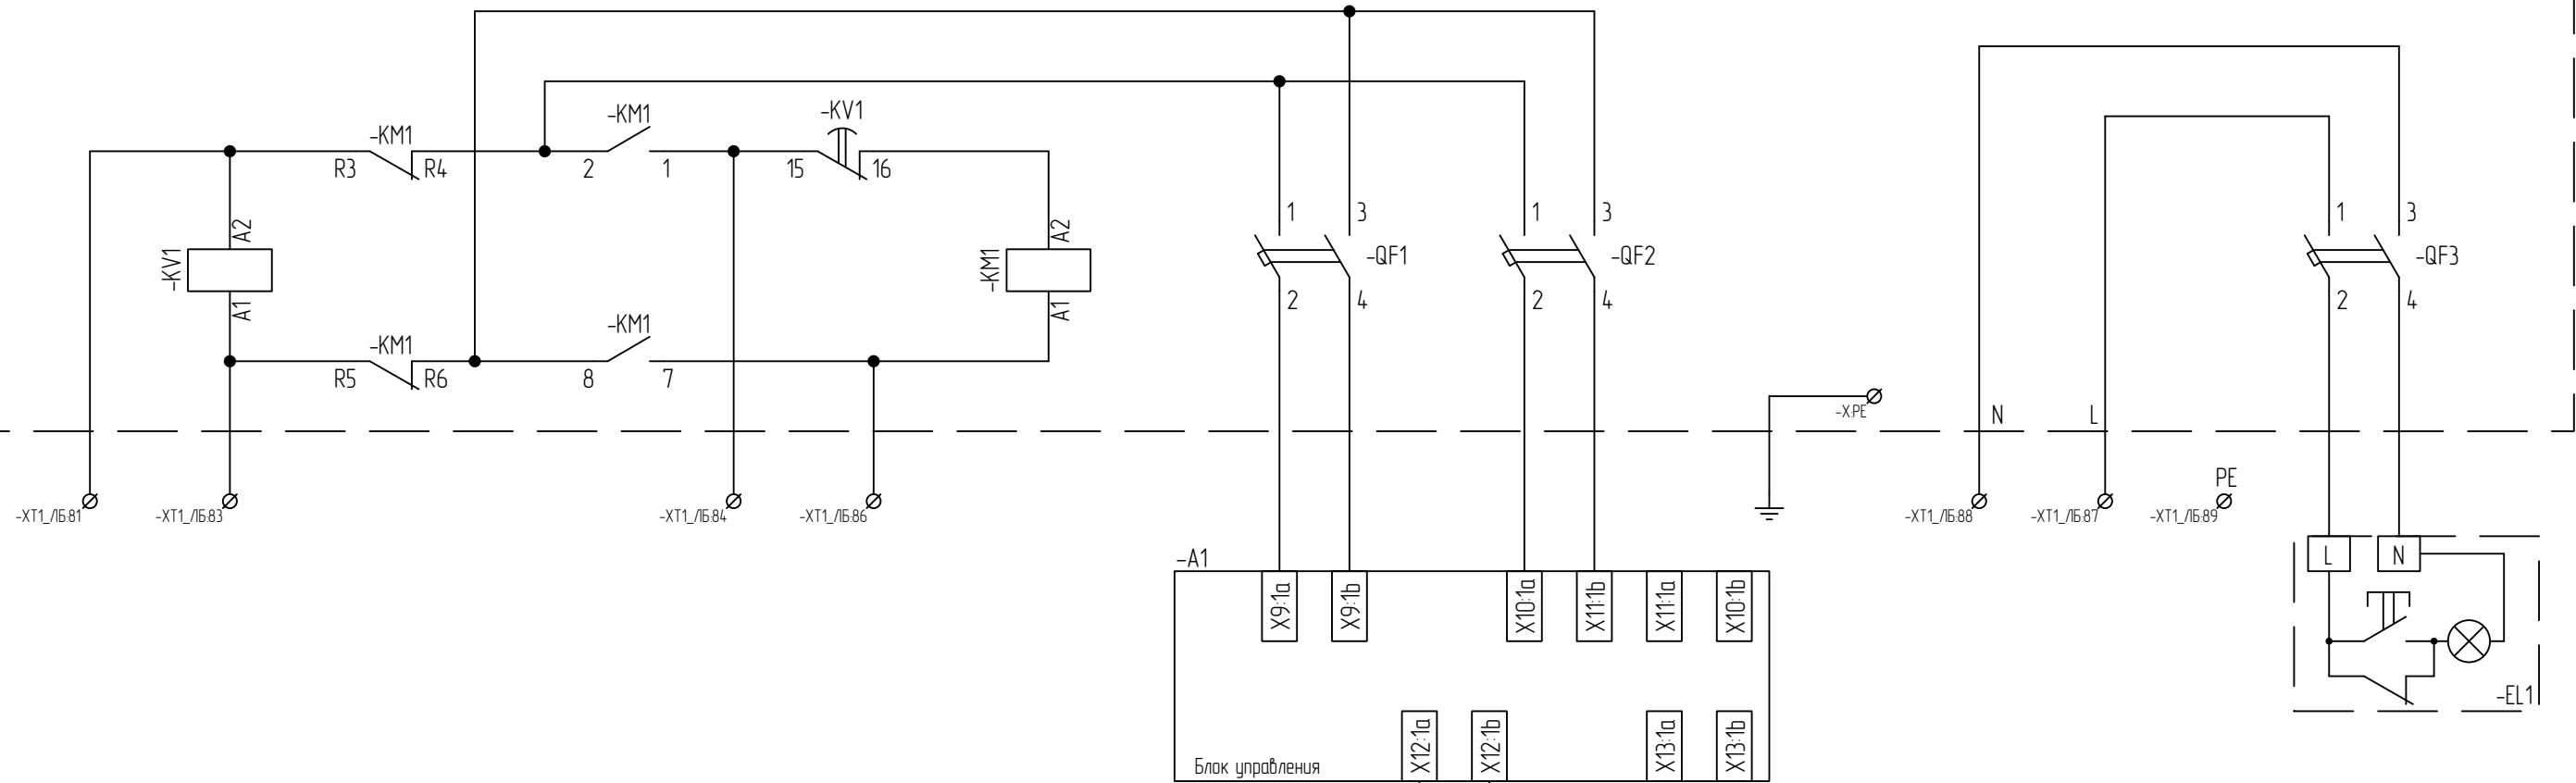 -KM1
-KV1
-KM1
R3
R4
2
1
15
16
-KV1
A2
A1
-KM1
A2
A1
-KM1
-KM1
R5
R6
8
7
1
3
-QF1
2
4
1
3
-QF2
2
4
1
3
-QF3
2
4
-X:PE
N
L
PE
-XT1_ЛБ:81
-XT1_ЛБ:83
-XT1_ЛБ:84
-XT1_ЛБ:86
-XT1_ЛБ:88
-XT1_ЛБ:87
-XT1_ЛБ:89
-A1
L
N
X9:1a
X9:1b
X10:1a
X11:1b
X11:1a
X10:1b
-EL1
X12:1a
X12:1b
X13:1a
X13:1b
Блок управления